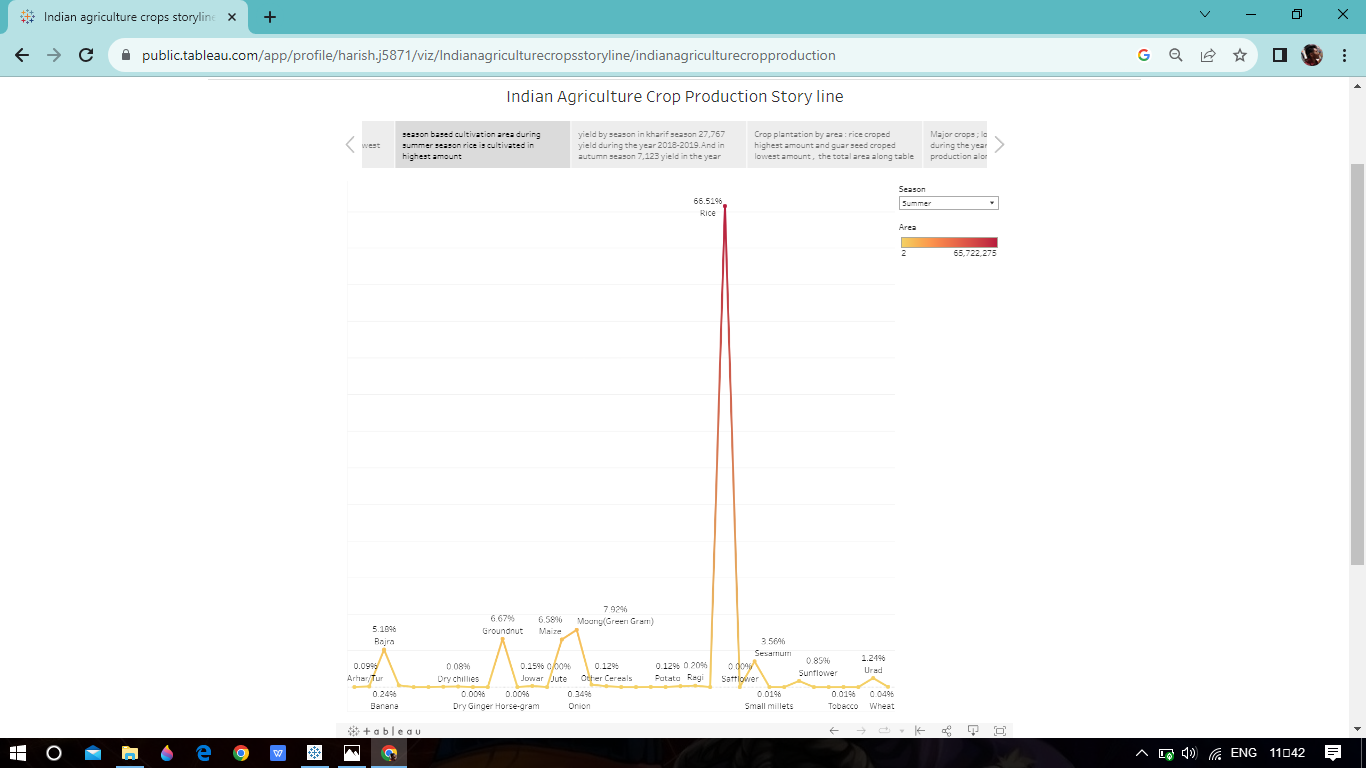 Indian agriculture crops storyline
public.tableau.com/app/profile/harish.j5871/viz/Indianagriculturecropsstoryline/indianagriculturecropproduction
Indian Agriculture Crop Production Story line
west
season based cultivation area during
summer season rice is cultivated in
highest amount
yield by season in kharif season 27,767
yield during the year 2018-2019.And in
autumn season 7,123 yield in the year
Crop plantation by area : rice croped
highest amount and guar seed croped
lowest amount , the total area along table
Major crops ; lo
during the year
production alon
Season
Summer
Area
2 65,722,275
66.51%
Rice
7.92%
Moong(Green Gram)
6.67%
Groundnut
6.58%
Maize
5.18%
Bajra
3.56%
Sesamum
0.85%
Sunflower
1.24%
Urad
0.09%
Arhar/Tur
0.08%
Dry chillies
0.15%
Jowar
0.00%
Jute
0.12%
Other Cereals
0.12%
Potato
0.20%
Ragi
0.00%
Safflower
0.24%
Banana
0.00%
Dry Ginger
0.00%
Horse-gram
0.34%
Onion
0.01%
Small millets
0.01%
Tobacco
0.04%
Wheat
+ a b l e a u
ENG
11:42